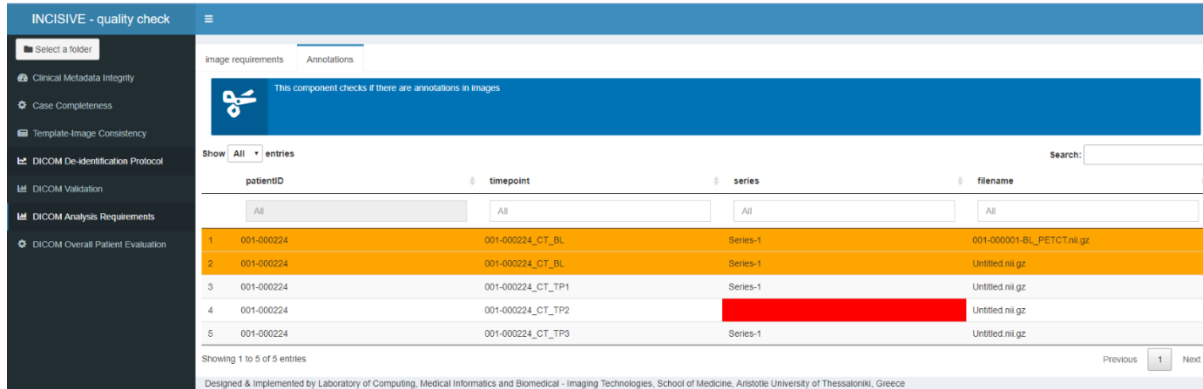 INCISIVE - quality check
Select a folder
Clinical Metadata Integrity
Case Completeness
Template-Image Consistency
DICOM De-identification Protocol
DICOM Validation
DICOM Analysis Requirements
DICOM Overall Patient Evaluation
image requirements Annotations
This component checks if there are annotations in images
Show All entries Search:
patientID timepoint series filename
All All All All
1 001-000224 001-000224_CT_BL Series-1 001-000001-BL_PETCT.nii.gz
2 001-000224 001-000224_CT_BL Series-1 Untitled.nii.gz
3 001-000224 001-000224_CT_TP1 Series-1 Untitled.nii.gz
4 001-000224 001-000224_CT_TP2 Untitled.nii.gz
5 001-000224 001-000224_CT_TP3 Series-1 Untitled.nii.gz
Showing 1 to 5 of 5 entries Previous 1 Next
Designed & Implemented by Laboratory of Computing, Medical Informatics and Biomedical - Imaging Technologies, School of Medicine, Aristotle University of Thessaloniki, Greece